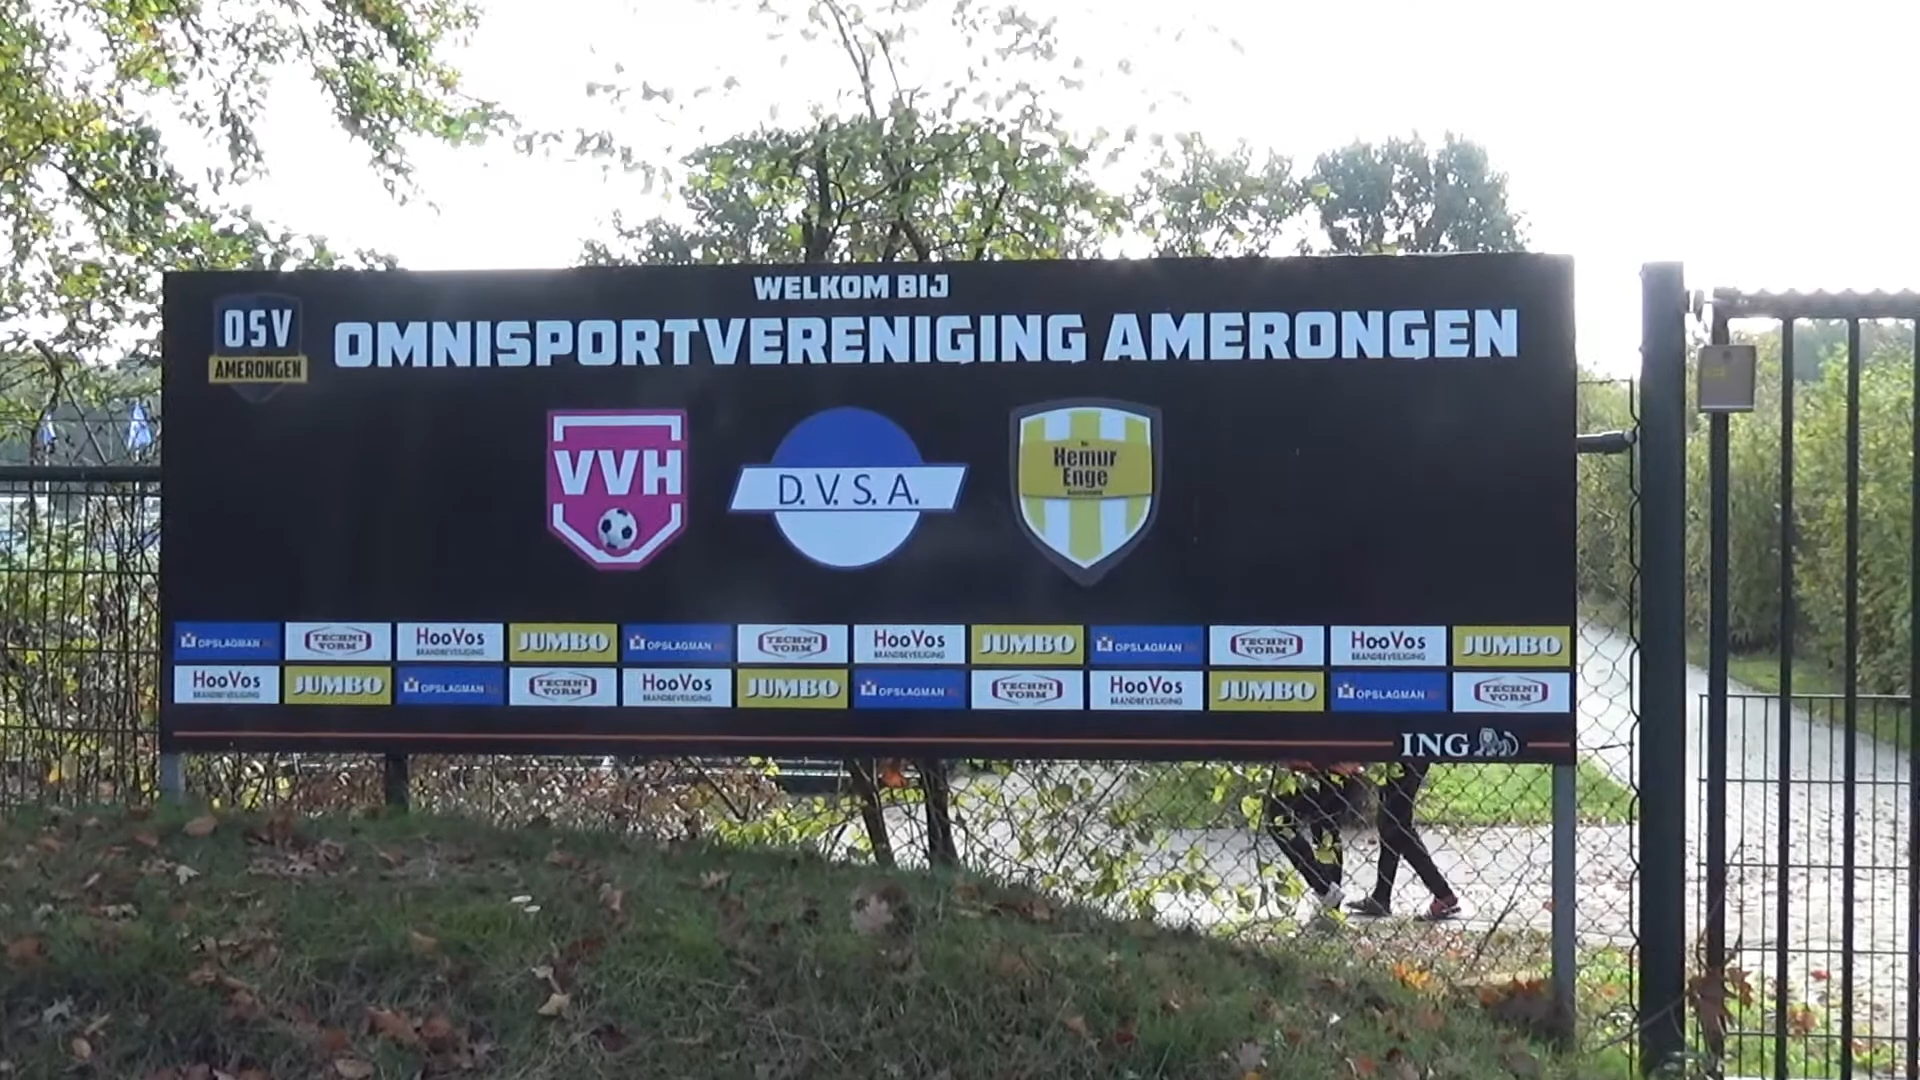 WELKOM BIJ
OSV
AMERONGEN
OMNISPORTVERENIGING AMERONGEN
VVH
D.V.S.A.
Hemur
Enge
OPSLAGMAN TECHNI VORM HooVos BRANDBEVEILIGING JUMBO OPSLAGMAN TECHNI VORM HooVos BRANDBEVEILIGING JUMBO OPSLAGMAN TECHNI VORM HooVos BRANDBEVEILIGING JUMBO
HooVos BRANDBEVEILIGING JUMBO OPSLAGMAN TECHNI VORM HooVos BRANDBEVEILIGING JUMBO OPSLAGMAN TECHNI VORM HooVos BRANDBEVEILIGING JUMBO OPSLAGMAN TECHNI VORM
ING